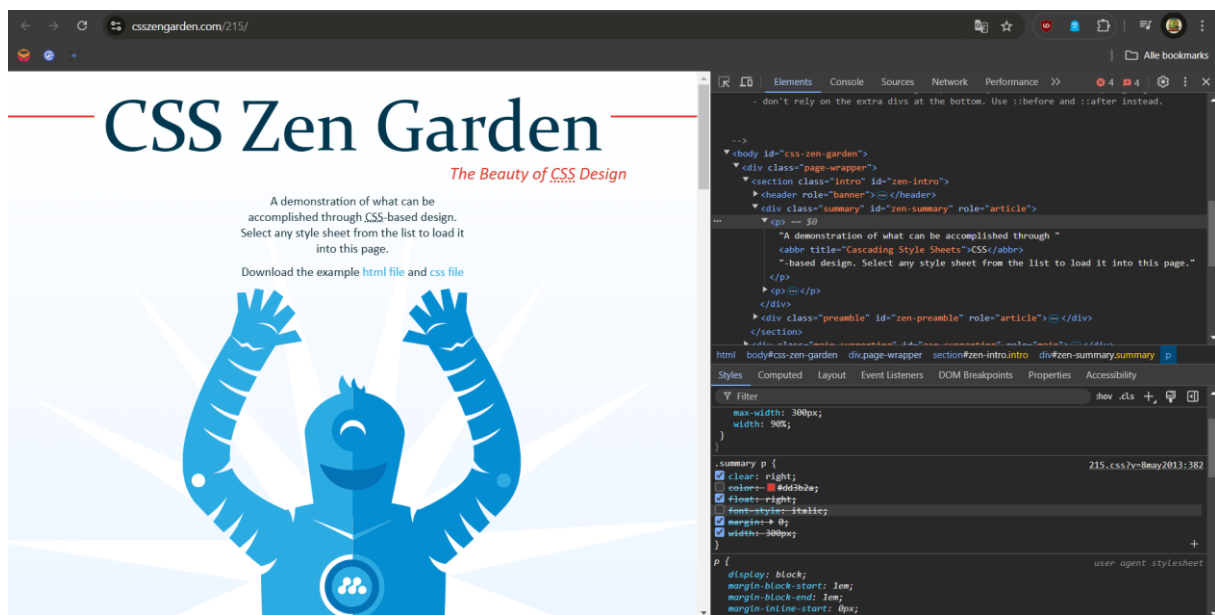 csszengarden.com/215/
Alle bookmarks
CSS Zen Garden
The Beauty of CSS Design
A demonstration of what can be
accomplished through CSS-based design.
Select any style sheet from the list to load it
into this page.
Download the example html file and css file
Elements Console Sources Network Performance 4 4
- don't rely on the extra divs at the bottom. Use ::before and ::after instead.
-->
<body id="css-zen-garden">
<div class="page-wrapper">
<section class="intro" id="zen-intro">
<header role="banner"> … </header>
<div class="summary" id="zen-summary" role="article">
… <p> == $0
"A demonstration of what can be accomplished through "
<abbr title="Cascading Style Sheets">CSS</abbr>
"-based design. Select any style sheet from the list to load it into this page."
</p>
<p> … </p>
</div>
<div class="preamble" id="zen-preamble" role="article"> … </div>
</section>
<div class="main supporting" id="zen-supporting" role="main"> … </div>
html body#css-zen-garden div.page-wrapper section#zen-intro.intro div#zen-summary.summary p
Styles Computed Layout Event Listeners DOM Breakpoints Properties Accessibility
Filter :hov .cls
max-width: 300px;
width: 90%;
}
}
.summary p { 215.css?v=8may2013:382
clear: right;
color: #dd3b2a;
float: right;
font-style: italic;
margin: 0;
width: 300px;
}
p { user agent stylesheet
display: block;
margin-block-start: 1em;
margin-block-end: 1em;
margin-inline-start: 0px;